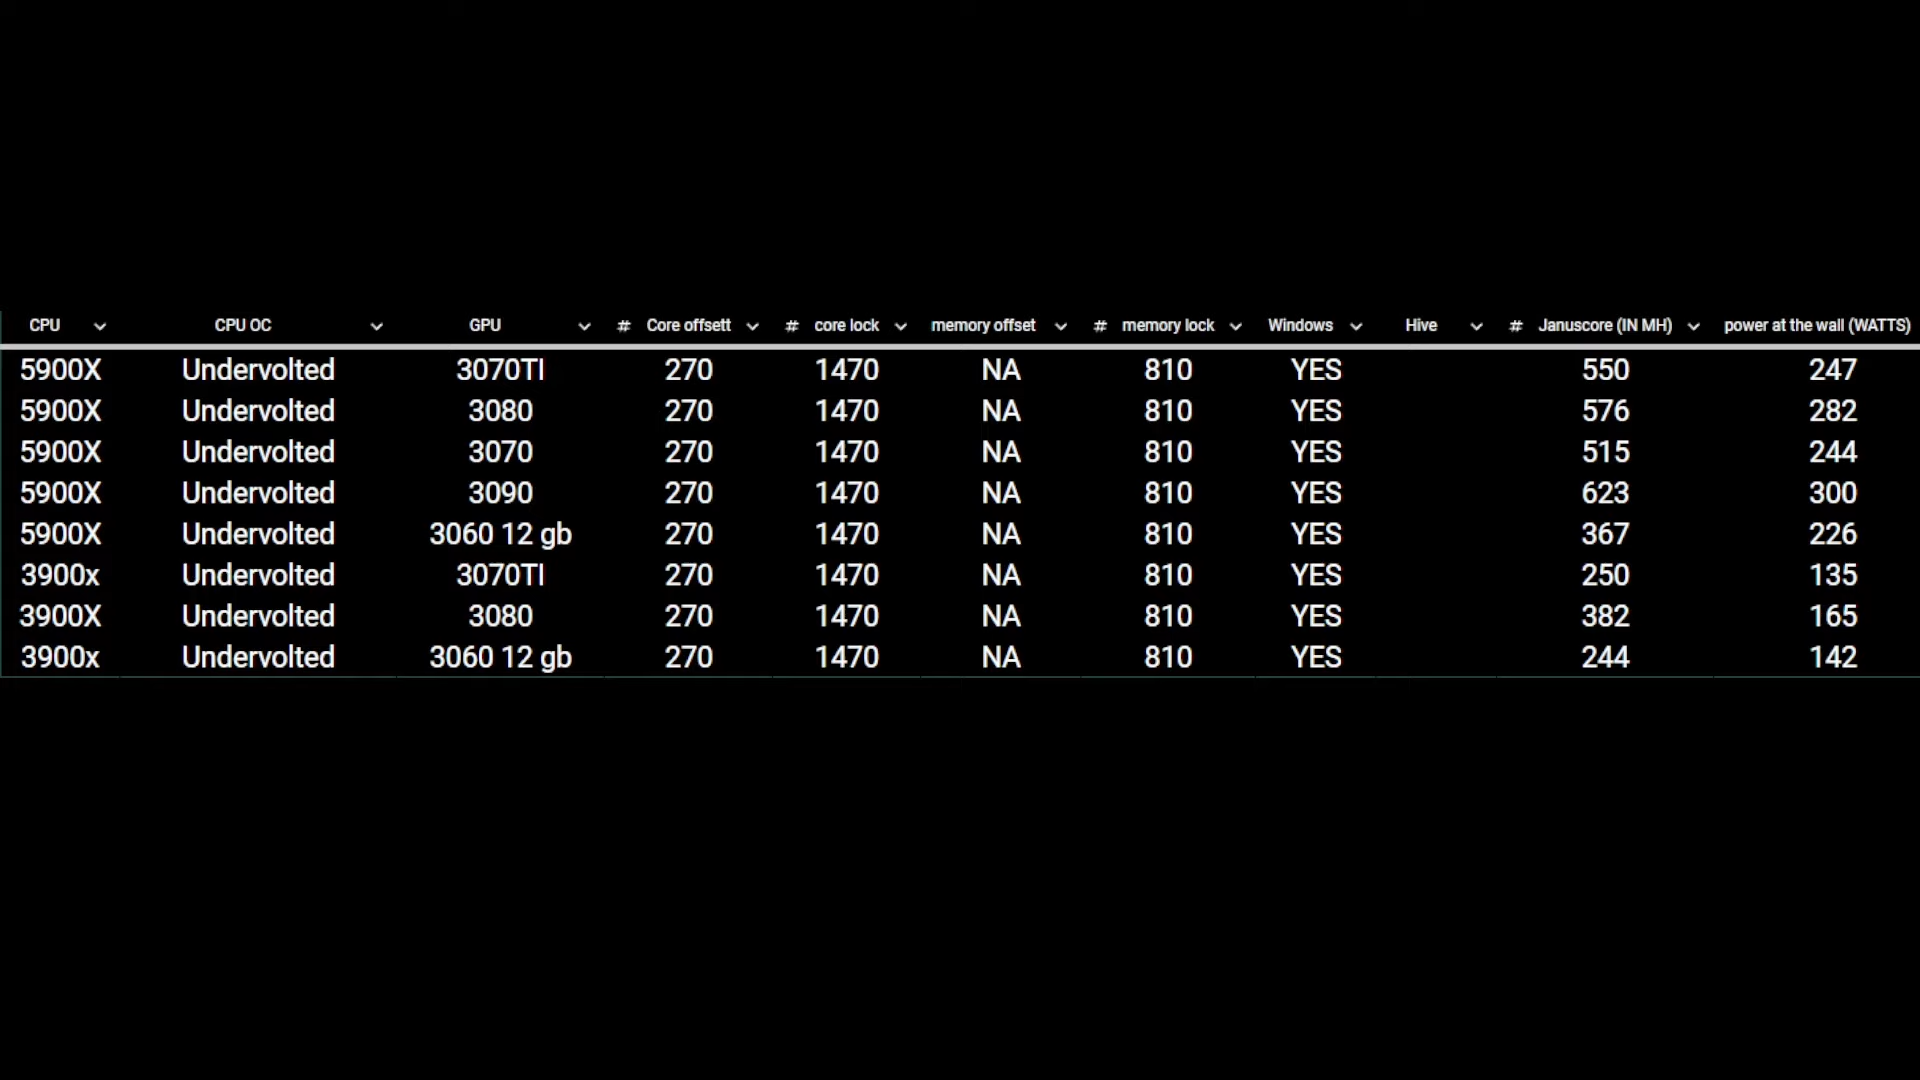 CPU CPU OC GPU # Core offsett # core lock memory offset # memory lock Windows Hive # Januscore (IN MH) power at the wall (WATTS)
5900X Undervolted 3070TI 270 1470 NA 810 YES 550 247
5900X Undervolted 3080 270 1470 NA 810 YES 576 282
5900X Undervolted 3070 270 1470 NA 810 YES 515 244
5900X Undervolted 3090 270 1470 NA 810 YES 623 300
5900X Undervolted 3060 12 gb 270 1470 NA 810 YES 367 226
3900x Undervolted 3070TI 270 1470 NA 810 YES 250 135
3900X Undervolted 3080 270 1470 NA 810 YES 382 165
3900x Undervolted 3060 12 gb 270 1470 NA 810 YES 244 142